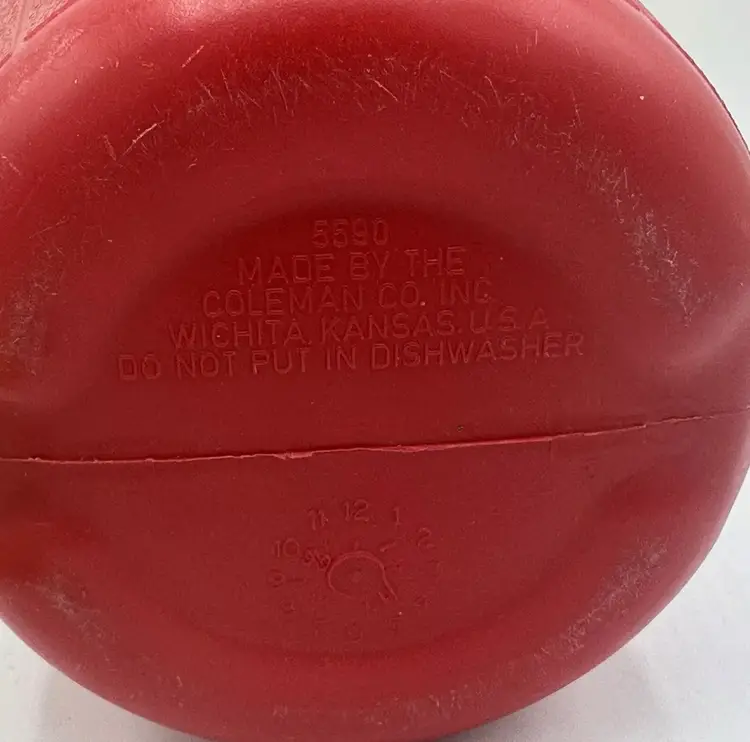 5590
MADE BY THE
COLEMAN CO. INC.
WICHITA, KANSAS. U.S.A.
DO NOT PUT IN DISHWASHER
11 12 1
10 2
9